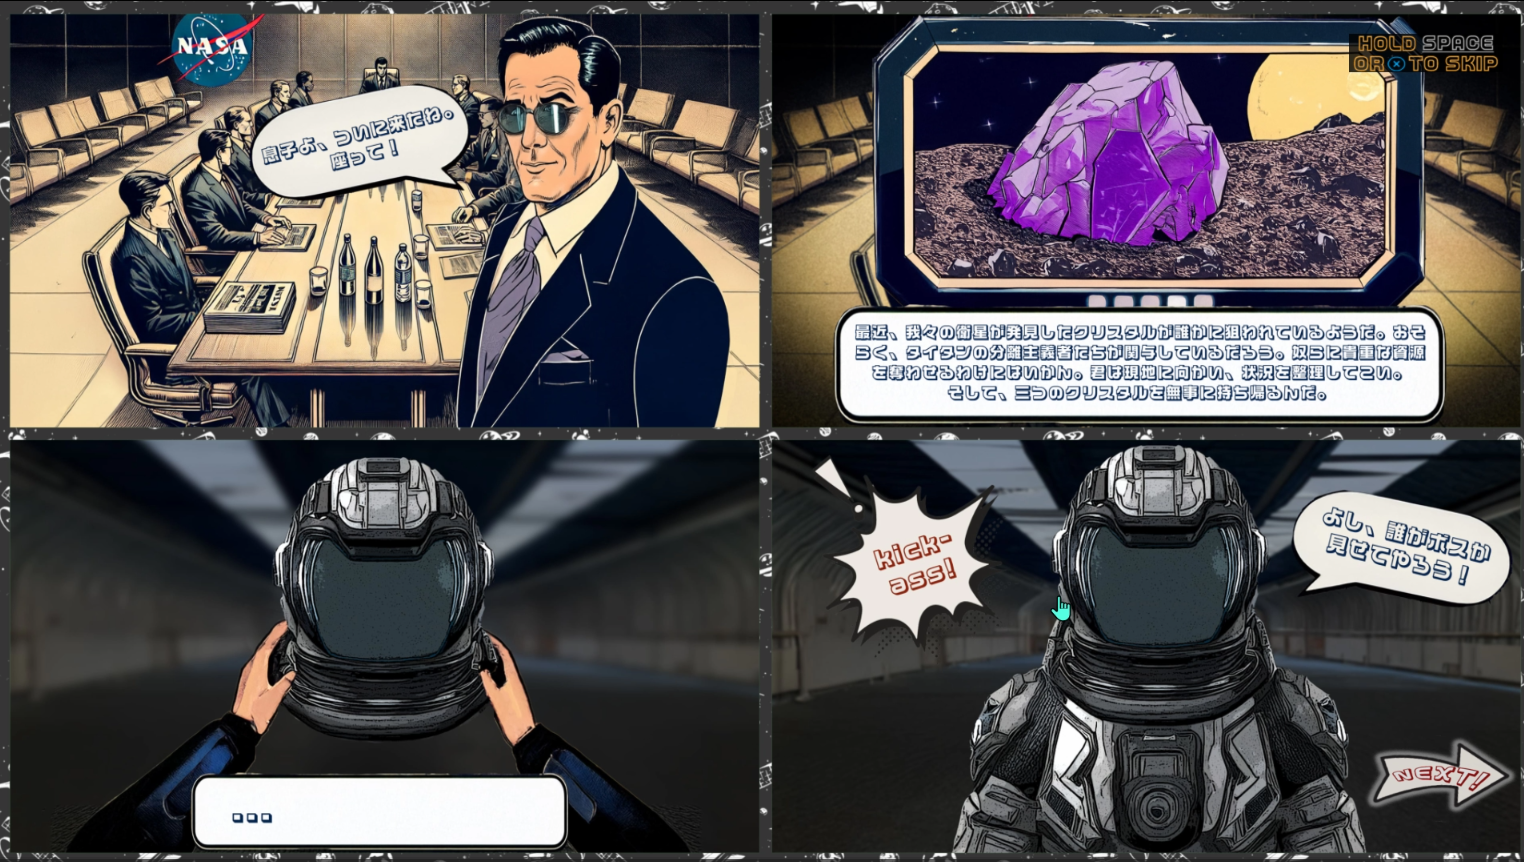 NASA
息子よ、ついに来たね。
座って！
HOLD SPACE
OR ⊗ TO SKIP
最近、我々の衛星が発見したクリスタルが誰かに狙われているようだ。おそ
らく、タイタンの分離主義者たちが関与しているだろう。奴らに貴重な資源
を奪わせるわけにはいかん。君は現地に向かい、状況を整理してこい。
そして、三つのクリスタルを無事に持ち帰るんだ。
...
kick-
ass!
よし、誰がボスか
見せてやろう！
NEXT!